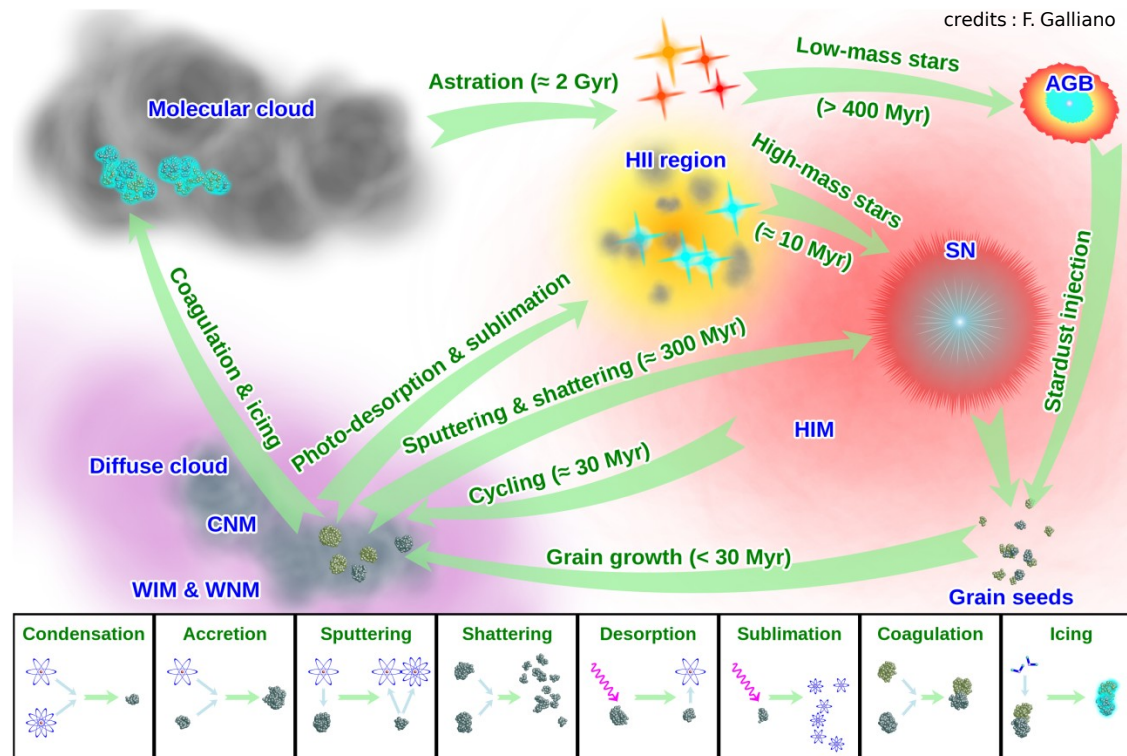 credits : F. Galliano
Molecular cloud
Astration (≈ 2 Gyr)
Low-mass stars
(> 400 Myr)
AGB
HII region
High-mass stars
(≈ 10 Myr)
SN
Stardust injection
Coagulation & icing
Photo-desorption & sublimation
Sputtering & shattering (≈ 300 Myr)
HIM
Cycling (≈ 30 Myr)
Diffuse cloud
CNM
WIM & WNM
Grain growth (< 30 Myr)
Grain seeds
Condensation
Accretion
Sputtering
Shattering
Desorption
Sublimation
Coagulation
Icing